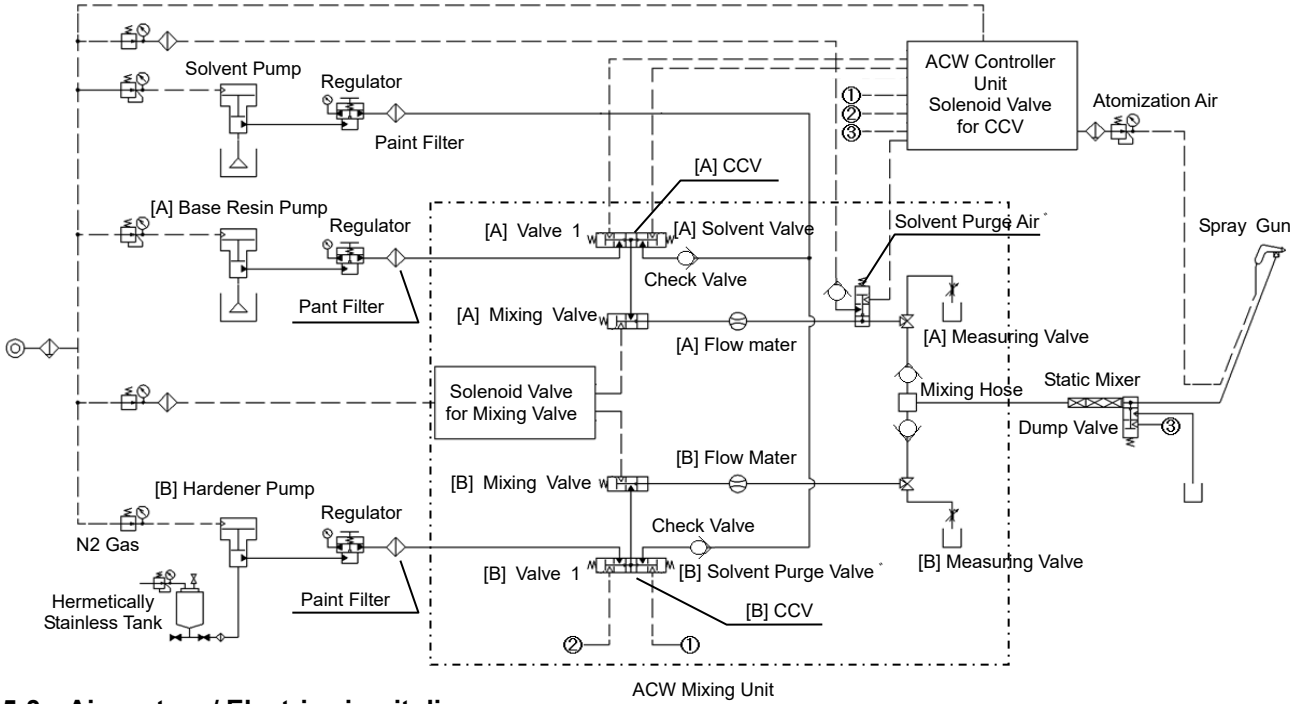 Solvent Pump
Regulator
Paint Filter
ACW Controller
Unit
Solenoid Valve
for CCV
①
②
③
Atomization Air
[A] CCV
[A] Base Resin Pump
Regulator
[A] Valve 1
[A] Solvent Valve
Solvent Purge Air
Spray Gun
Check Valve
Pant Filter
[A] Mixing Valve
[A] Flow mater
[A] Measuring Valve
Solenoid Valve
for Mixing Valve
Mixing Hose
Static Mixer
Dump Valve
③
[B] Flow Mater
[B] Mixing Valve
[B] Hardener Pump
Regulator
Check Valve
N2 Gas
[B] Valve 1
[B] Solvent Purge Valve
[B] Measuring Valve
Hermetically
Stainless Tank
Paint Filter
[B] CCV
②
①
ACW Mixing Unit